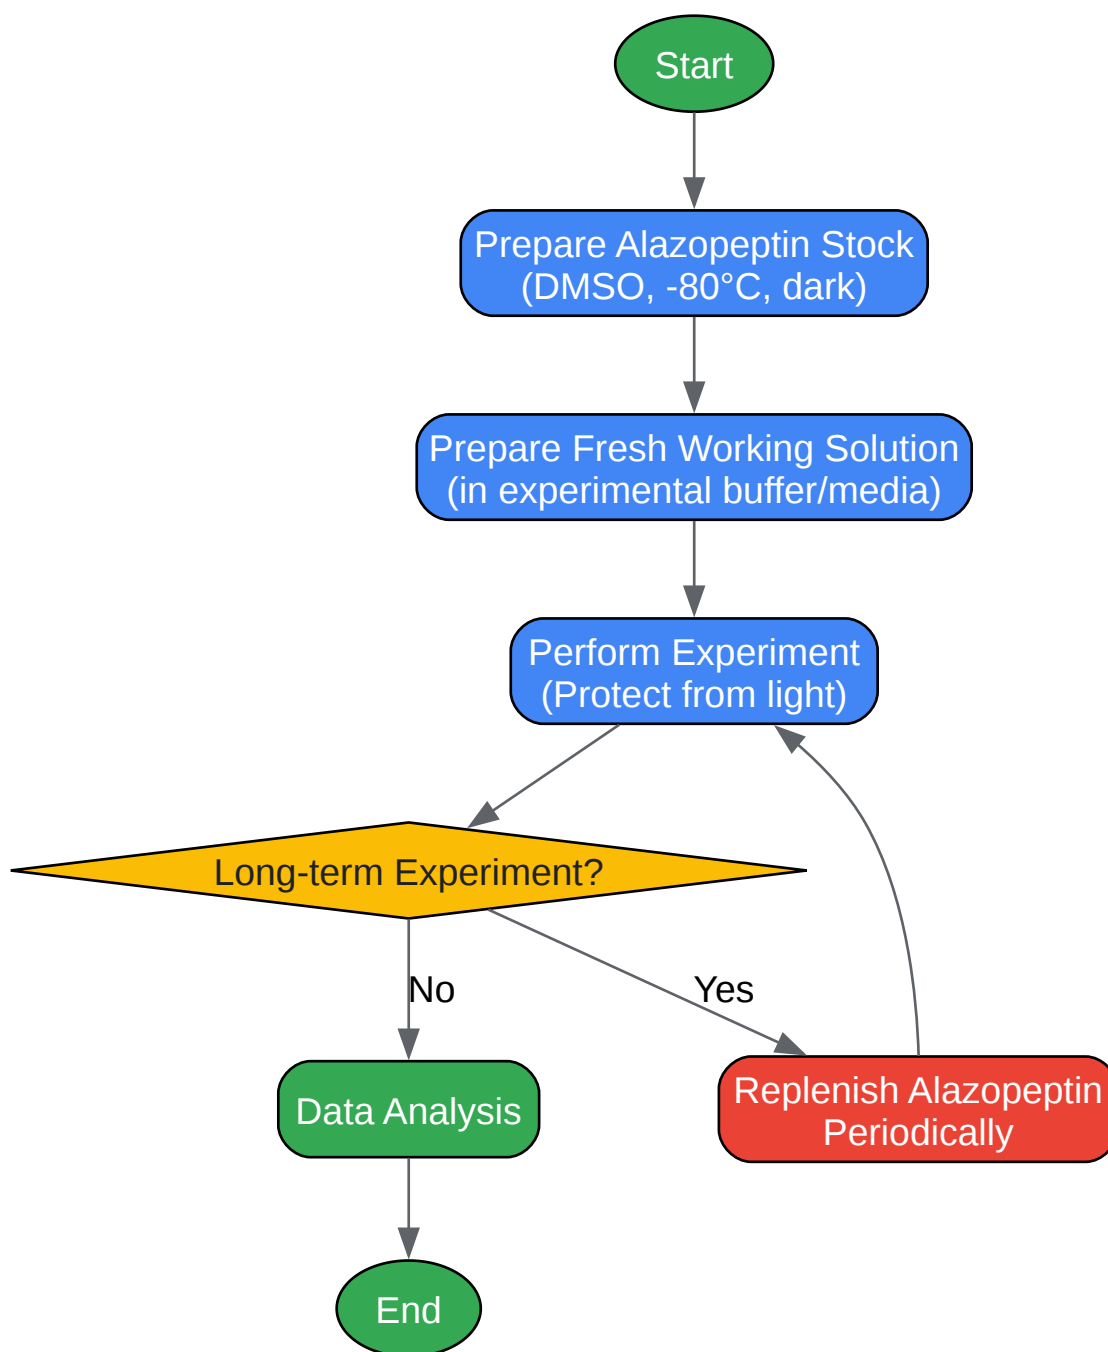 Start
Prepare Alazopeptin Stock
(DMSO, -80°C, dark)
Prepare Fresh Working Solution
(in experimental buffer/media)
Perform Experiment
(Protect from light)
Long-term Experiment?
No
Yes
Data Analysis
Replenish Alazopeptin
Periodically
End